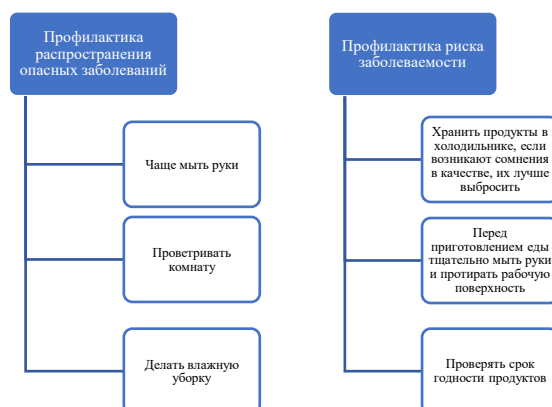 Профилактика
распространения
опасных заболеваний
Чаще мыть руки
Проветривать
комнату
Делать влажную
уборку
Профилактика риска
заболеваемости
Хранить продукты в
холодильнике, если
возникают сомнения
в качестве, их лучше
выбросить
Перед
приготовлением еды
тщательно мыть руки
и протирать рабочую
поверхность
Проверять срок
годности продуктов